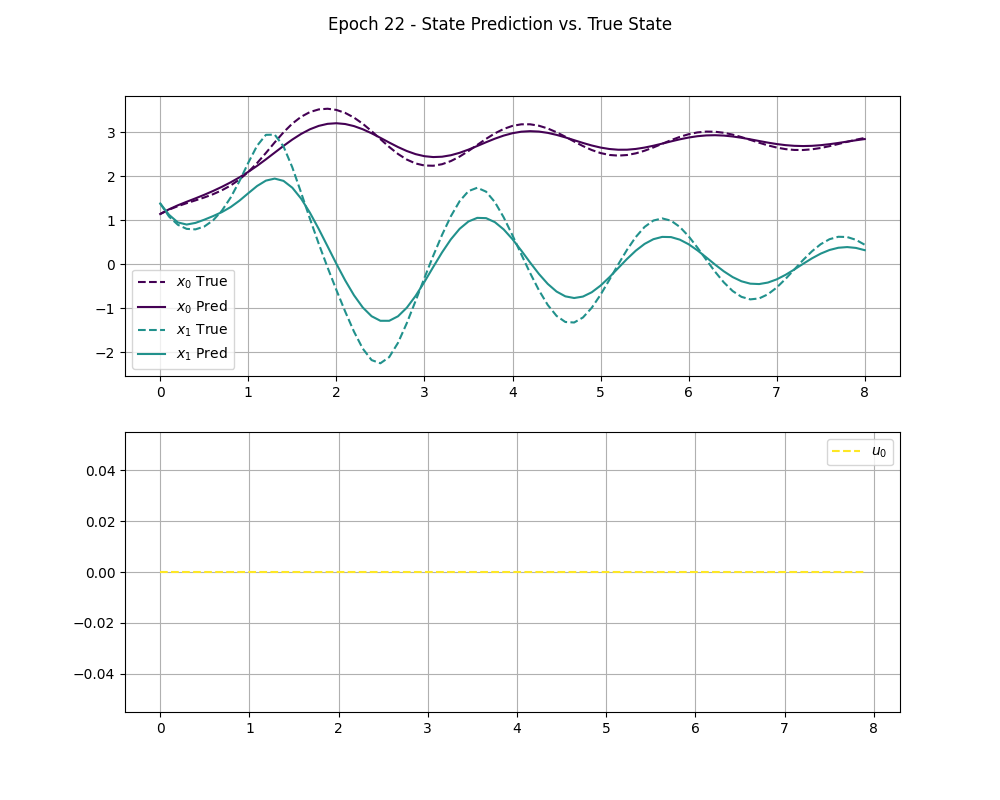 Epoch 22 - State Prediction vs. True State
3
2
1
0
−1
−2
x₀ True
x₀ Pred
x₁ True
x₁ Pred
0 1 2 3 4 5 6 7 8
0.04
0.02
0.00
−0.02
−0.04
u₀
0 1 2 3 4 5 6 7 8